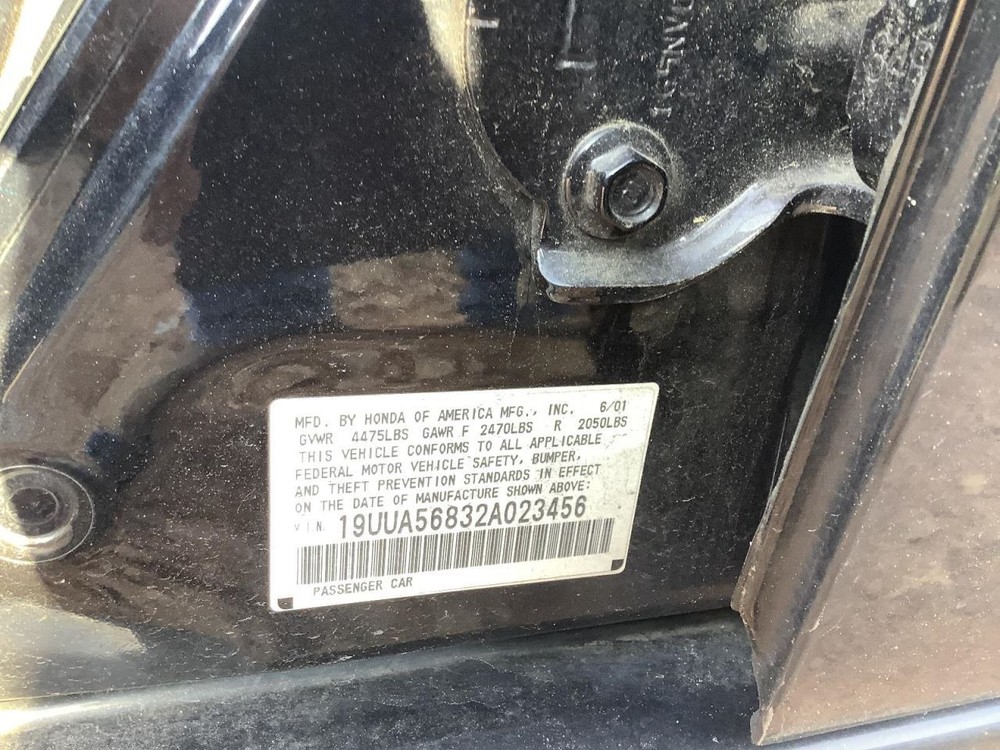 MFD. BY HONDA OF AMERICA MFG., INC. 6/01
GVWR 4475LBS GAWR F 2470LBS R 2050LBS
THIS VEHICLE CONFORMS TO ALL APPLICABLE
FEDERAL MOTOR VEHICLE SAFETY, BUMPER,
AND THEFT PREVENTION STANDARDS IN EFFECT
ON THE DATE OF MANUFACTURE SHOWN ABOVE:
V.I.N. 19UUA56832A023456
PASSENGER CAR